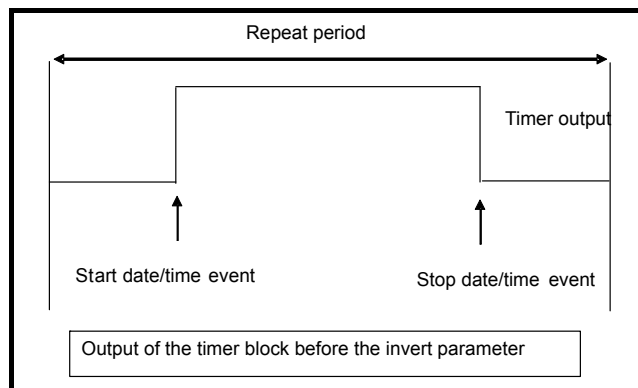 Repeat period
Timer output
Start date/time event
Stop date/time event
Output of the timer block before the invert parameter